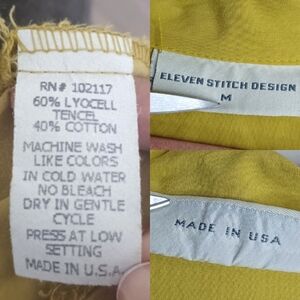 RN# 102117
60% LYOCELL
TENCEL
40% COTTON
MACHINE WASH
LIKE COLORS
IN COLD WATER
NO BLEACH
DRY IN GENTLE
CYCLE
PRESS AT LOW
SETTING
MADE IN U.S.A.
ELEVEN STITCH DESIGN
M
MADE IN USA